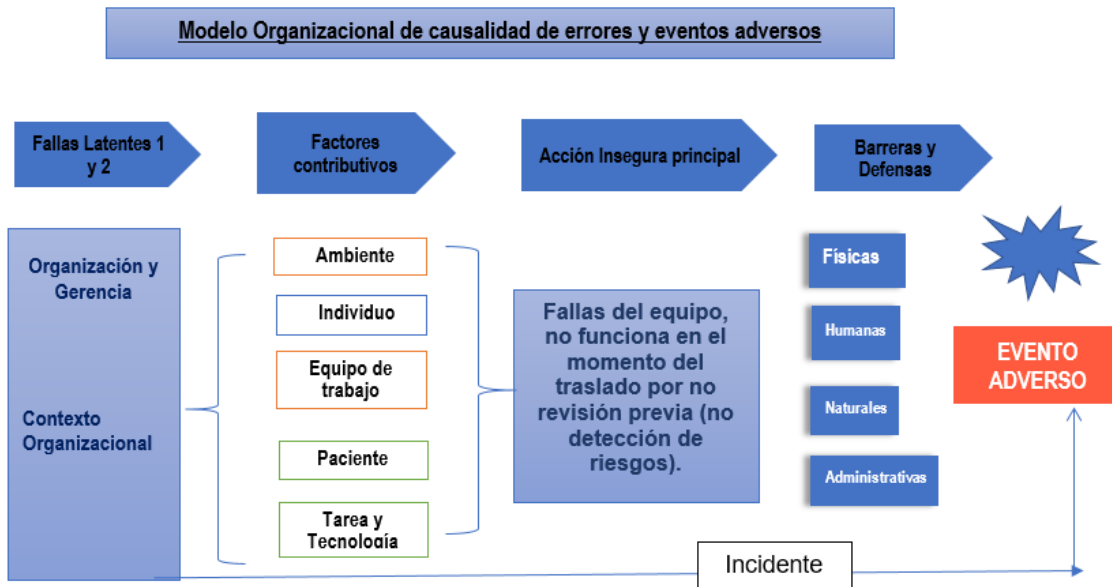 Modelo Organizacional de causalidad de errores y eventos adversos
Fallas Latentes 1
y 2
Factores
contributivos
Acción Insegura principal
Barreras y
Defensas
Organización y
Gerencia
Contexto
Organizacional
Ambiente
Individuo
Equipo de
trabajo
Paciente
Tarea y
Tecnología
Fallas del equipo,
no funciona en el
momento del
traslado por no
revisión previa (no
detección de
riesgos).
Físicas
Humanas
Naturales
Administrativas
EVENTO
ADVERSO
Incidente